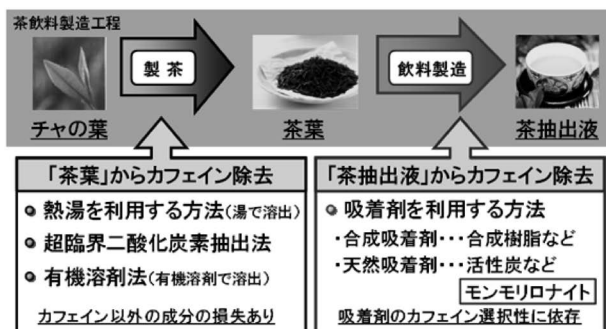 茶飲料製造工程
製茶
飲料製造
チャの葉
茶葉
茶抽出液
「茶葉」からカフェイン除去
熱湯を利用する方法(湯で溶出)
超臨界二酸化炭素抽出法
有機溶剤法(有機溶剤で溶出)
カフェイン以外の成分の損失あり
「茶抽出液」からカフェイン除去
吸着剤を利用する方法
・合成吸着剤・・・合成樹脂など
・天然吸着剤・・・活性炭など
モンモリロナイト
吸着剤のカフェイン選択性に依存